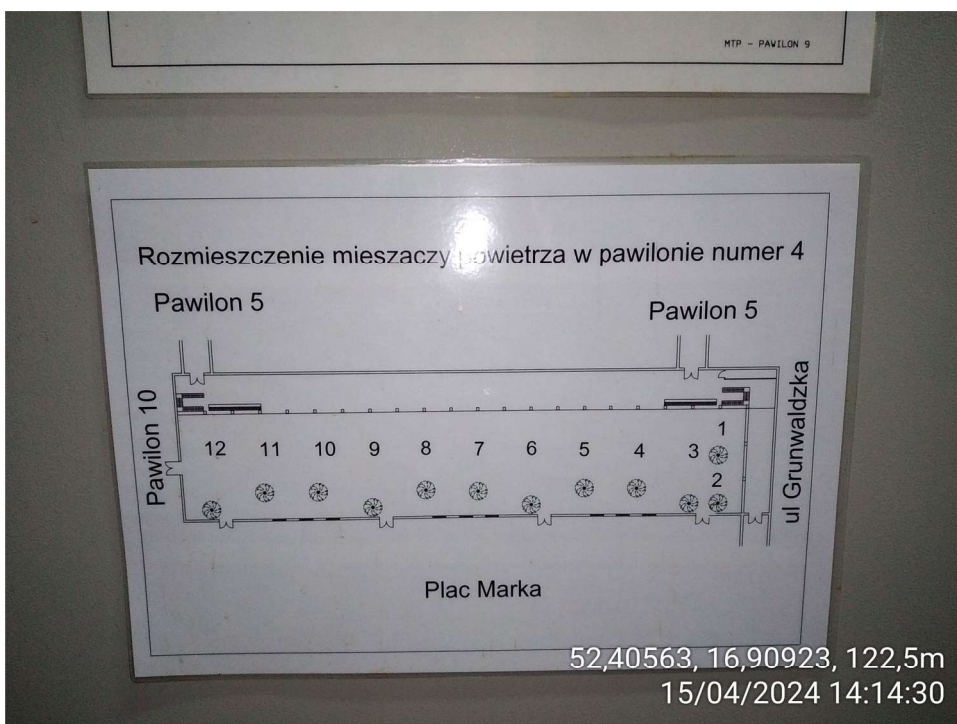 MTP - PAWILON 9
Rozmieszczenie mieszaczy powietrza w pawilonie numer 4
Pawilon 5
Pawilon 5
Pawilon 10
ul Grunwaldzka
1
12 11 10 9 8 7 6 5 4 3
2
Plac Marka
52,40563, 16,90923, 122,5m
15/04/2024 14:14:30